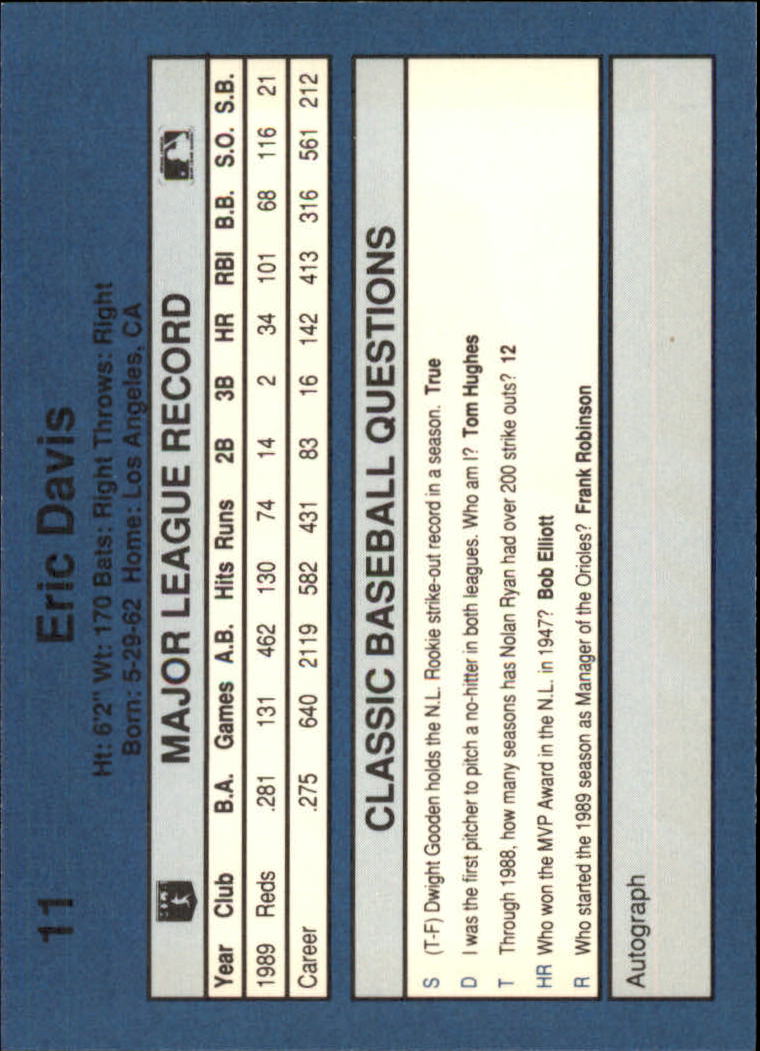 11
Eric Davis
Ht: 6'2" Wt: 170 Bats: Right Throws: Right
Born: 5-29-62 Home: Los Angeles, CA
MAJOR LEAGUE RECORD
Year Club B.A. Games A.B. Hits Runs 2B 3B HR RBI B.B. S.O. S.B.
1989 Reds .281 131 462 130 74 14 2 34 101 68 116 21
Career .275 640 2119 582 431 83 16 142 413 316 561 212
CLASSIC BASEBALL QUESTIONS
S (T-F) Dwight Gooden holds the N.L. Rookie strike-out record in a season. True
D I was the first pitcher to pitch a no-hitter in both leagues. Who am I? Tom Hughes
T Through 1988, how many seasons has Nolan Ryan had over 200 strike outs? 12
HR Who won the MVP Award in the N.L. in 1947? Bob Elliott
R Who started the 1989 season as Manager of the Orioles? Frank Robinson
Autograph